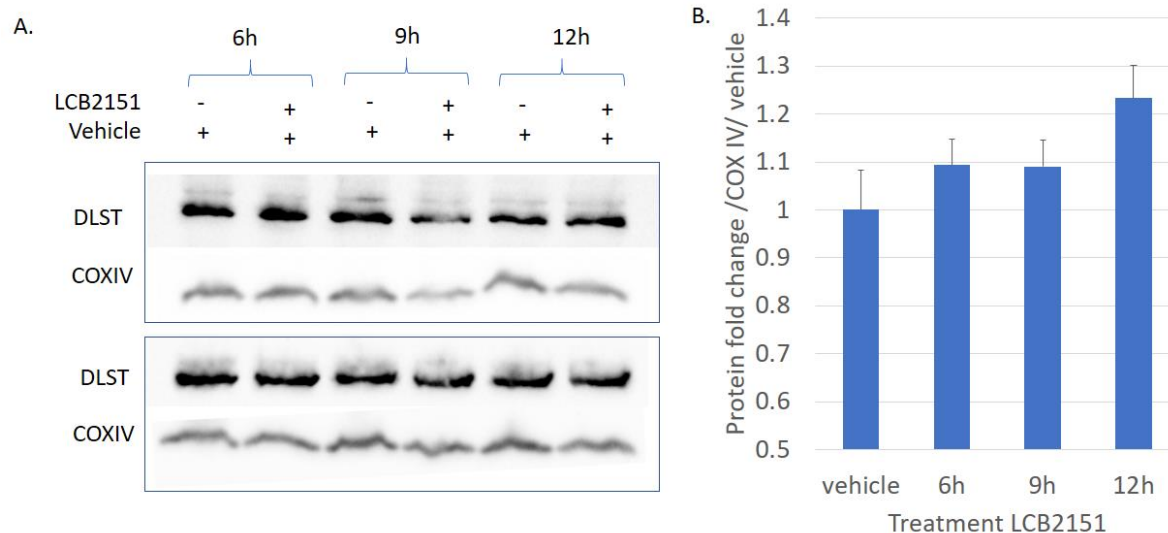 A.
6h 9h 12h
LCB2151 - + - + - +
Vehicle + + + + + +
DLST
COXIV
DLST
COXIV
B.
Protein fold change /COX IV/ vehicle
1.4
1.3
1.2
1.1
1
0.9
0.8
0.7
0.6
0.5
vehicle 6h 9h 12h
Treatment LCB2151